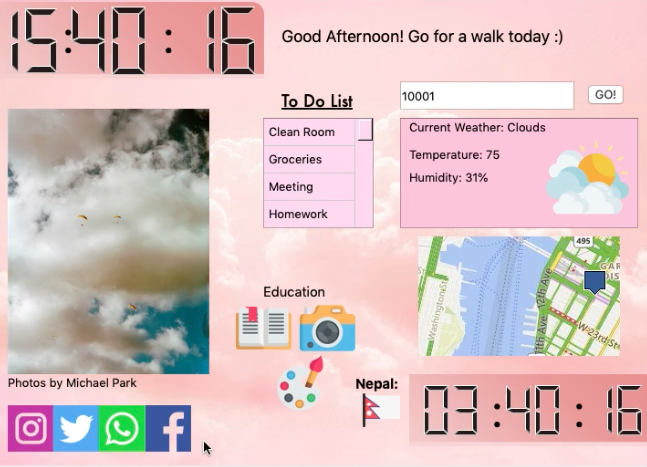 15:40:16
Good Afternoon! Go for a walk today :)
To Do List
Clean Room
Groceries
Meeting
Homework
10001
GO!
Current Weather: Clouds
Temperature: 75
Humidity: 31%
495
Washington St
12th Ave
11th Ave
W 23rd St
Education
Photos by Michael Park
Nepal:
03:40:16